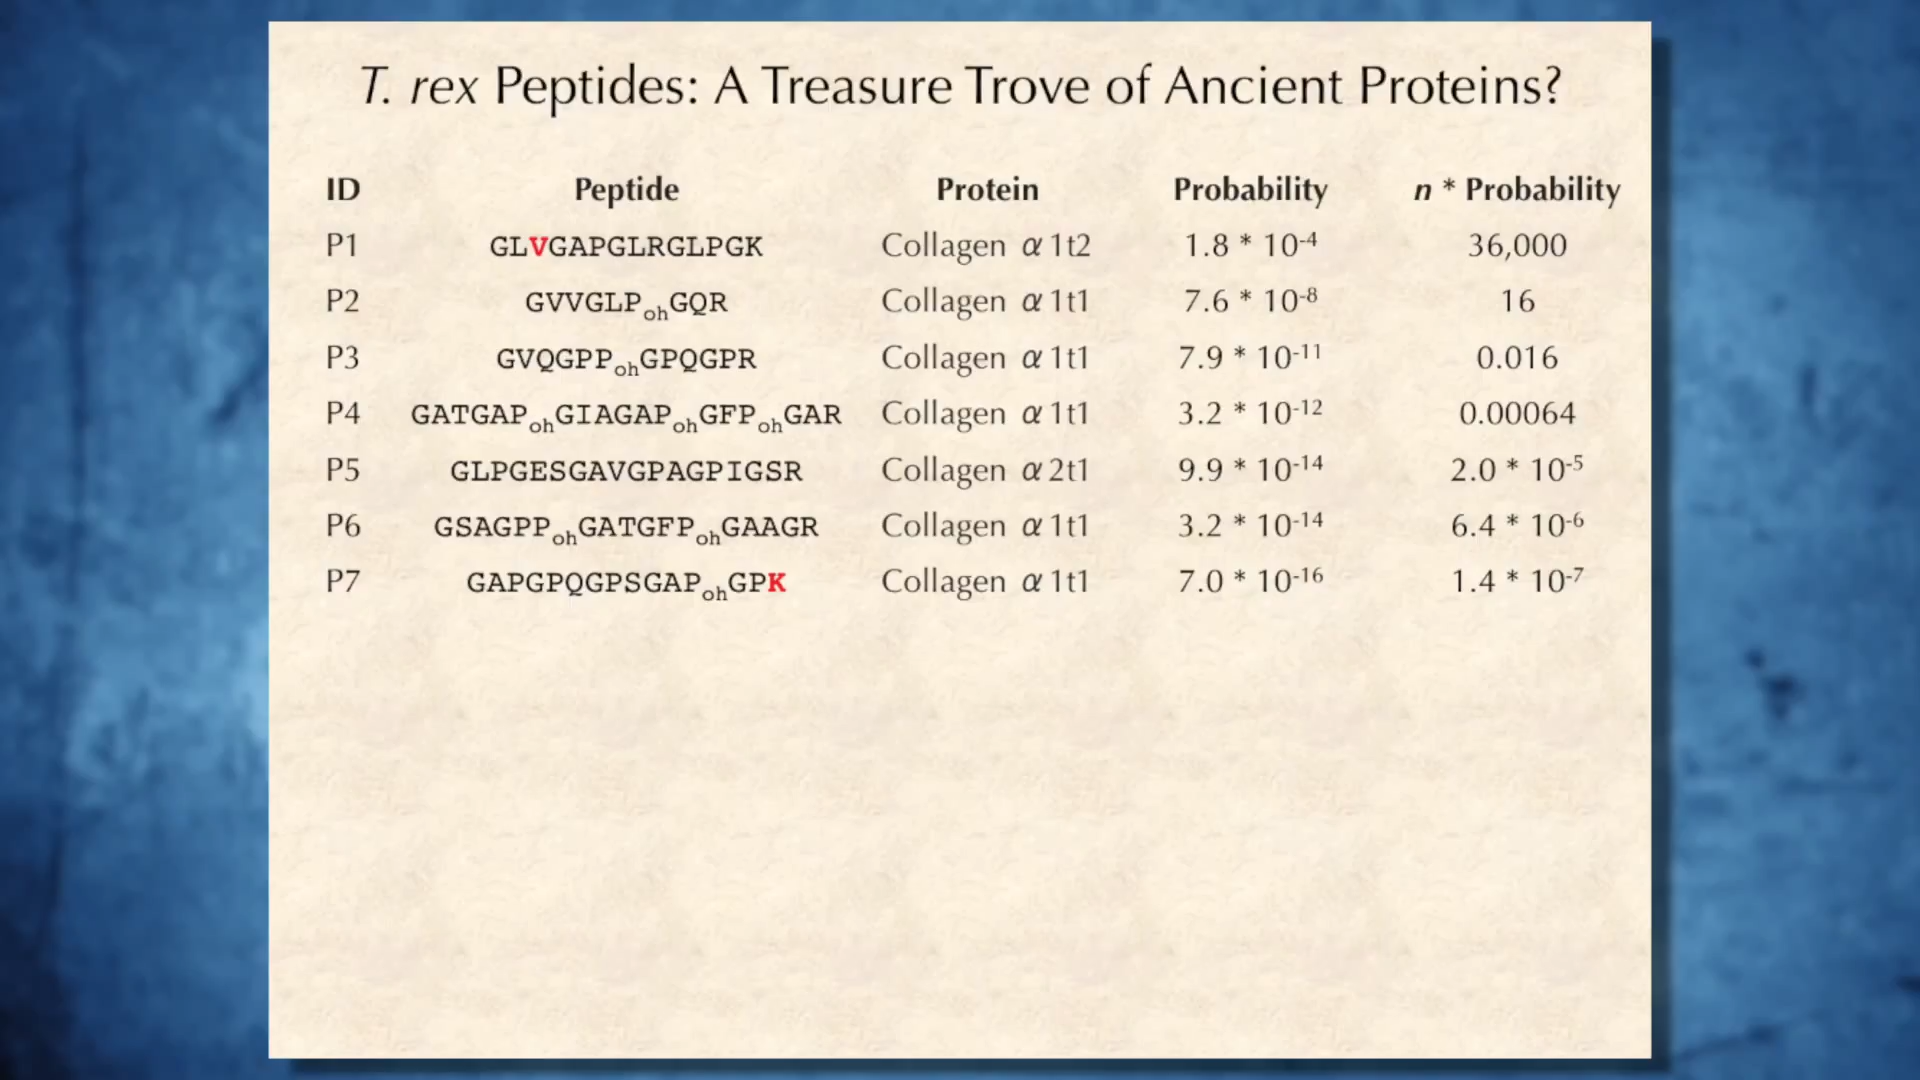 T. rex Peptides: A Treasure Trove of Ancient Proteins?
ID Peptide Protein Probability n * Probability
P1 GLVGAPGLRGLPGK Collagen α1t2 1.8 * 10-4 36,000
P2 GVVGLPohGQR Collagen α1t1 7.6 * 10-8 16
P3 GVQGPPohGPQGPR Collagen α1t1 7.9 * 10-11 0.016
P4 GATGAPohGIAGAPohGFPohGAR Collagen α1t1 3.2 * 10-12 0.00064
P5 GLPGESGAVGPAGPIGSR Collagen α2t1 9.9 * 10-14 2.0 * 10-5
P6 GSAGPPohGATGFPohGAAGR Collagen α1t1 3.2 * 10-14 6.4 * 10-6
P7 GAPGPQGPSGAPohGPK Collagen α1t1 7.0 * 10-16 1.4 * 10-7